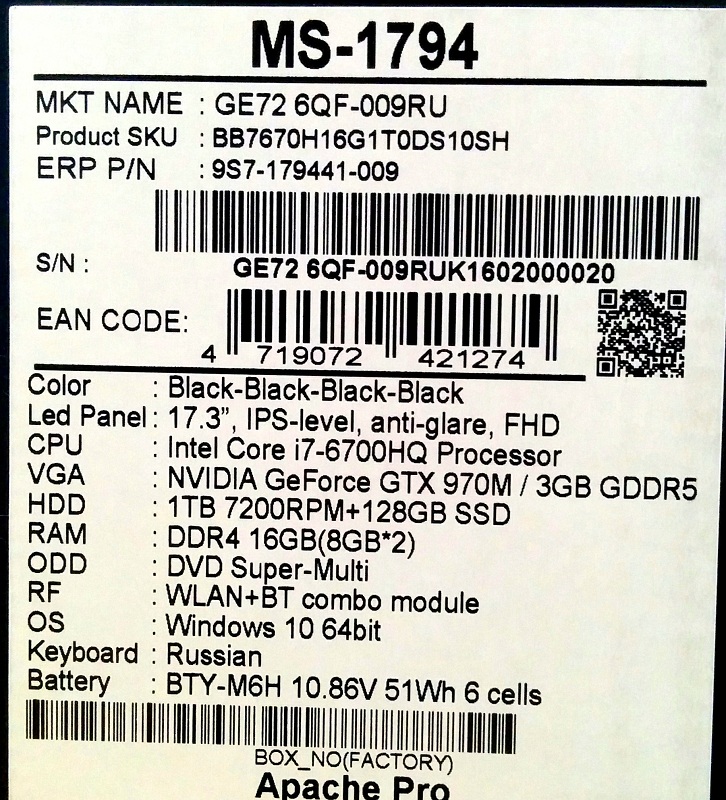 MS-1794
MKT NAME : GE72 6QF-009RU
Product SKU : BB7670H16G1T0DS10SH
ERP P/N : 9S7-179441-009
S/N : GE72 6QF-009RUK1602000020
EAN CODE: 4 719072 421274
Color : Black-Black-Black-Black
Led Panel : 17.3”, IPS-level, anti-glare, FHD
CPU : Intel Core i7-6700HQ Processor
VGA : NVIDIA GeForce GTX 970M / 3GB GDDR5
HDD : 1TB 7200RPM+128GB SSD
RAM : DDR4 16GB(8GB*2)
ODD : DVD Super-Multi
RF : WLAN+BT combo module
OS : Windows 10 64bit
Keyboard : Russian
Battery : BTY-M6H 10.86V 51Wh 6 cells
BOX_NO(FACTORY)
Apache Pro